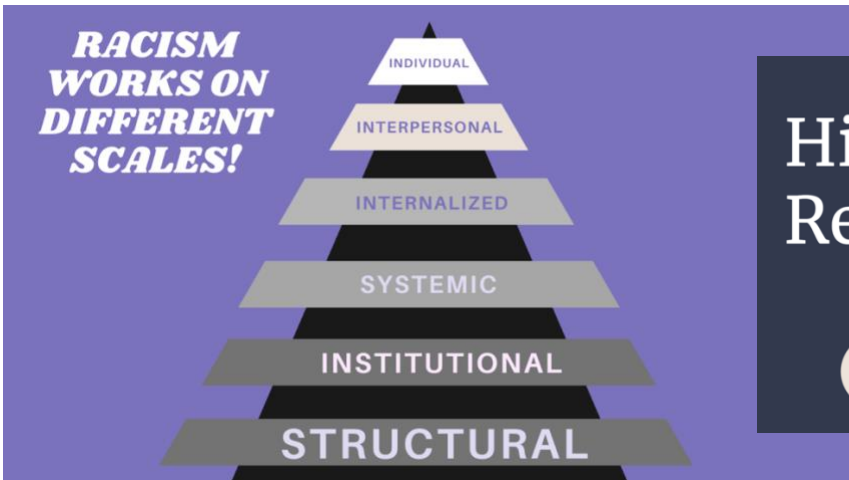 RACISM
WORKS ON
DIFFERENT
SCALES!
INDIVIDUAL
INTERPERSONAL
INTERNALIZED
SYSTEMIC
INSTITUTIONAL
STRUCTURAL